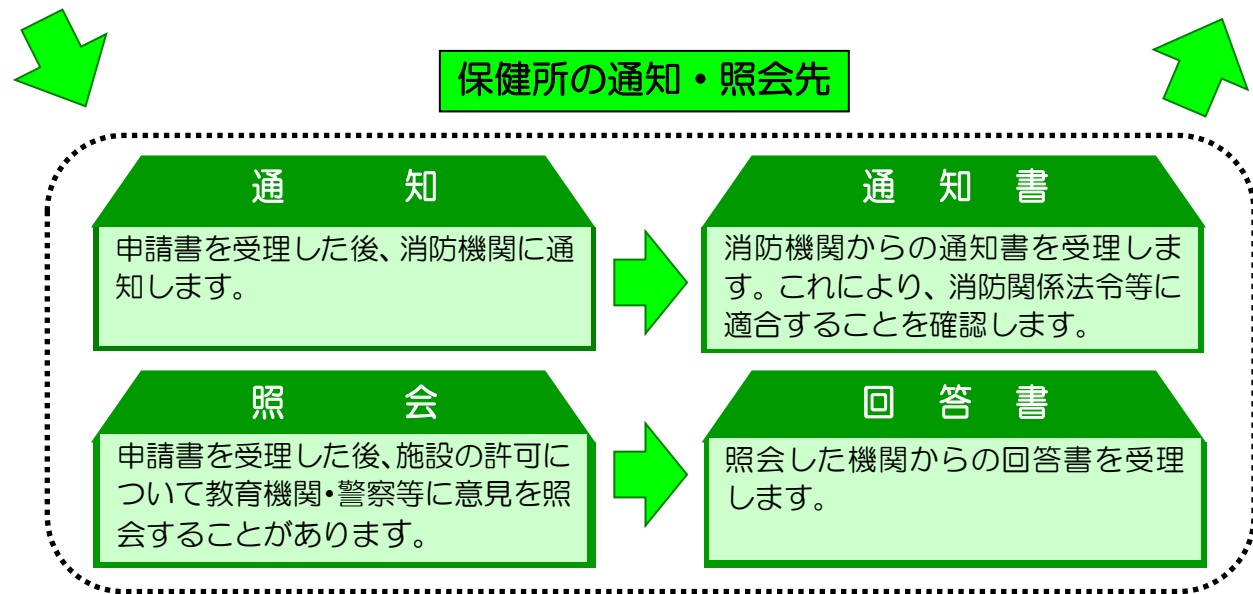 保健所の通知・照会先
通知
申請書を受理した後、消防機関に通
知します。
通知書
消防機関からの通知書を受理しま
す。これにより、消防関係法令等に
適合することを確認します。
照会
申請書を受理した後、施設の許可に
ついて教育機関・警察等に意見を照
会することがあります。
回答書
照会した機関からの回答書を受理
します。